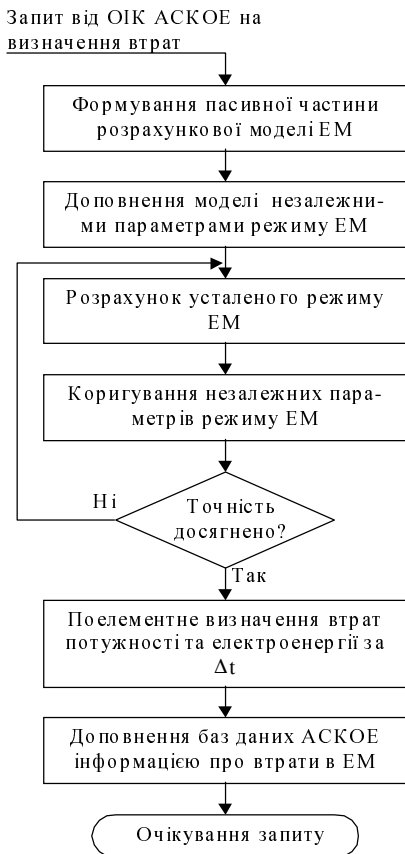 Запит від ОІК АСКОЕ на
визначення втрат
Формування пасивної частини
розрахункової моделі ЕМ
Доповнення моделі незалежни-
ми параметрами режиму ЕМ
Розрахунок усталеного режиму
ЕМ
Коригування незалежних пара-
метрів режиму ЕМ
Ні
Точність
досягнено?
Так
Поелементне визначення втрат
потужності та електроенергії за
Δt
Доповнення баз даних АСКОЕ
інформацією про втрати в ЕМ
Очікування запиту